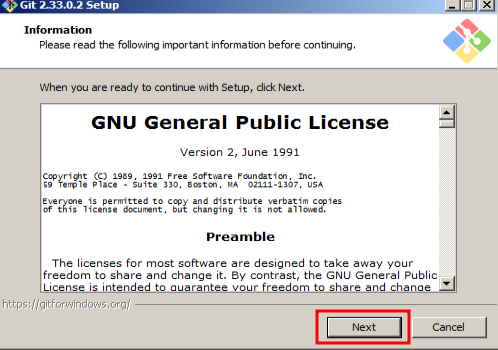 Git 2.33.0.2 Setup
Information
Please read the following important information before continuing.
When you are ready to continue with Setup, click Next.
GNU General Public License
Version 2, June 1991
Copyright (C) 1989, 1991 Free Software Foundation, Inc.
59 Temple Place - Suite 330, Boston, MA  02111-1307, USA
Everyone is permitted to copy and distribute verbatim copies
of this license document, but changing it is not allowed.
Preamble
The licenses for most software are designed to take away your
freedom to share and change it. By contrast, the GNU General Public
License is intended to guarantee your freedom to share and change
https://gitforwindows.org/
Next
Cancel